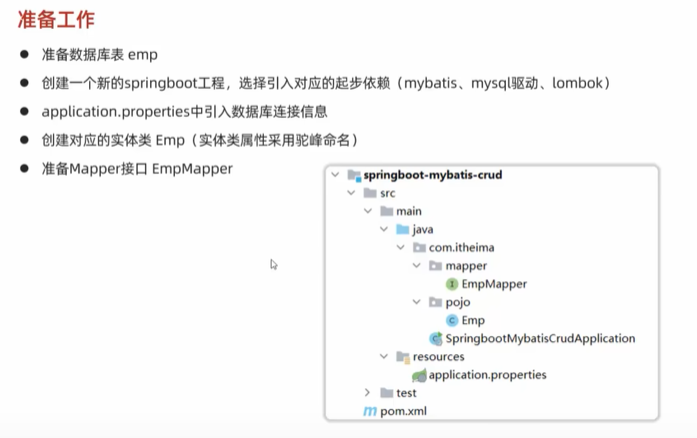 准备工作
准备数据库表 emp
创建一个新的springboot工程，选择引入对应的起步依赖（mybatis、mysql驱动、lombok）
application.properties中引入数据库连接信息
创建对应的实体类 Emp（实体类属性采用驼峰命名）
准备Mapper接口 EmpMapper
springboot-mybatis-crud
src
main
java
com.itheima
mapper
EmpMapper
pojo
Emp
SpringbootMybatisCrudApplication
resources
application.properties
test
pom.xml